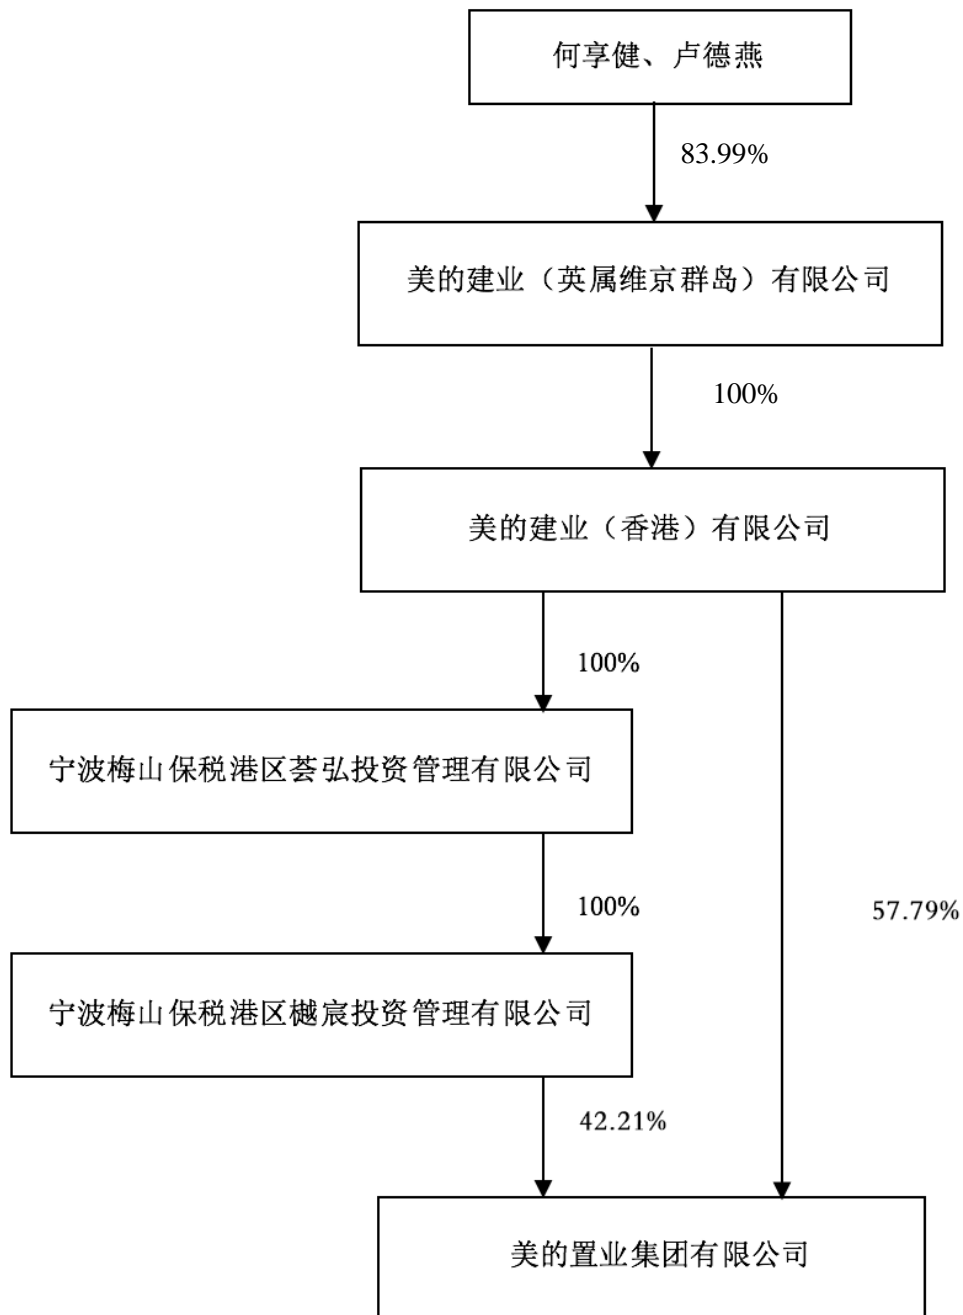 何享健、卢德燕
83.99%
美的建业（英属维京群岛）有限公司
100%
美的建业（香港）有限公司
100%
宁波梅山保税港区荟弘投资管理有限公司
100%
57.79%
宁波梅山保税港区樾宸投资管理有限公司
42.21%
美的置业集团有限公司